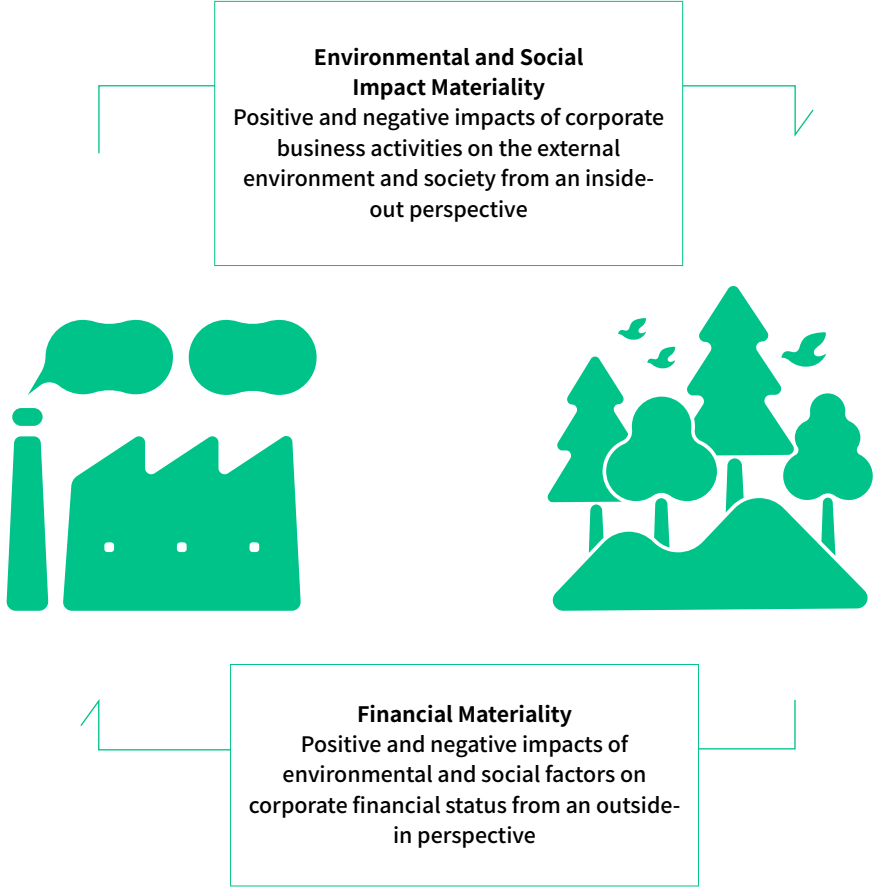 Environmental and Social
Impact Materiality
Positive and negative impacts of corporate
business activities on the external
environment and society from an inside-
out perspective
Financial Materiality
Positive and negative impacts of
environmental and social factors on
corporate financial status from an outside-
in perspective